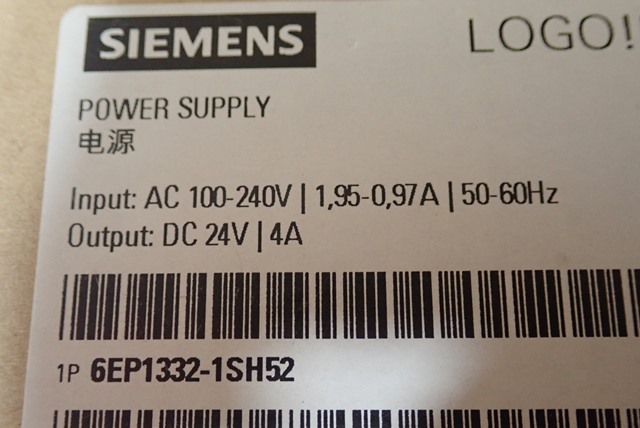 SIEMENS
LOGO!
POWER SUPPLY
电源
Input: AC 100-240V | 1,95-0,97A | 50-60Hz
Output: DC 24V | 4A
1P 6EP1332-1SH52